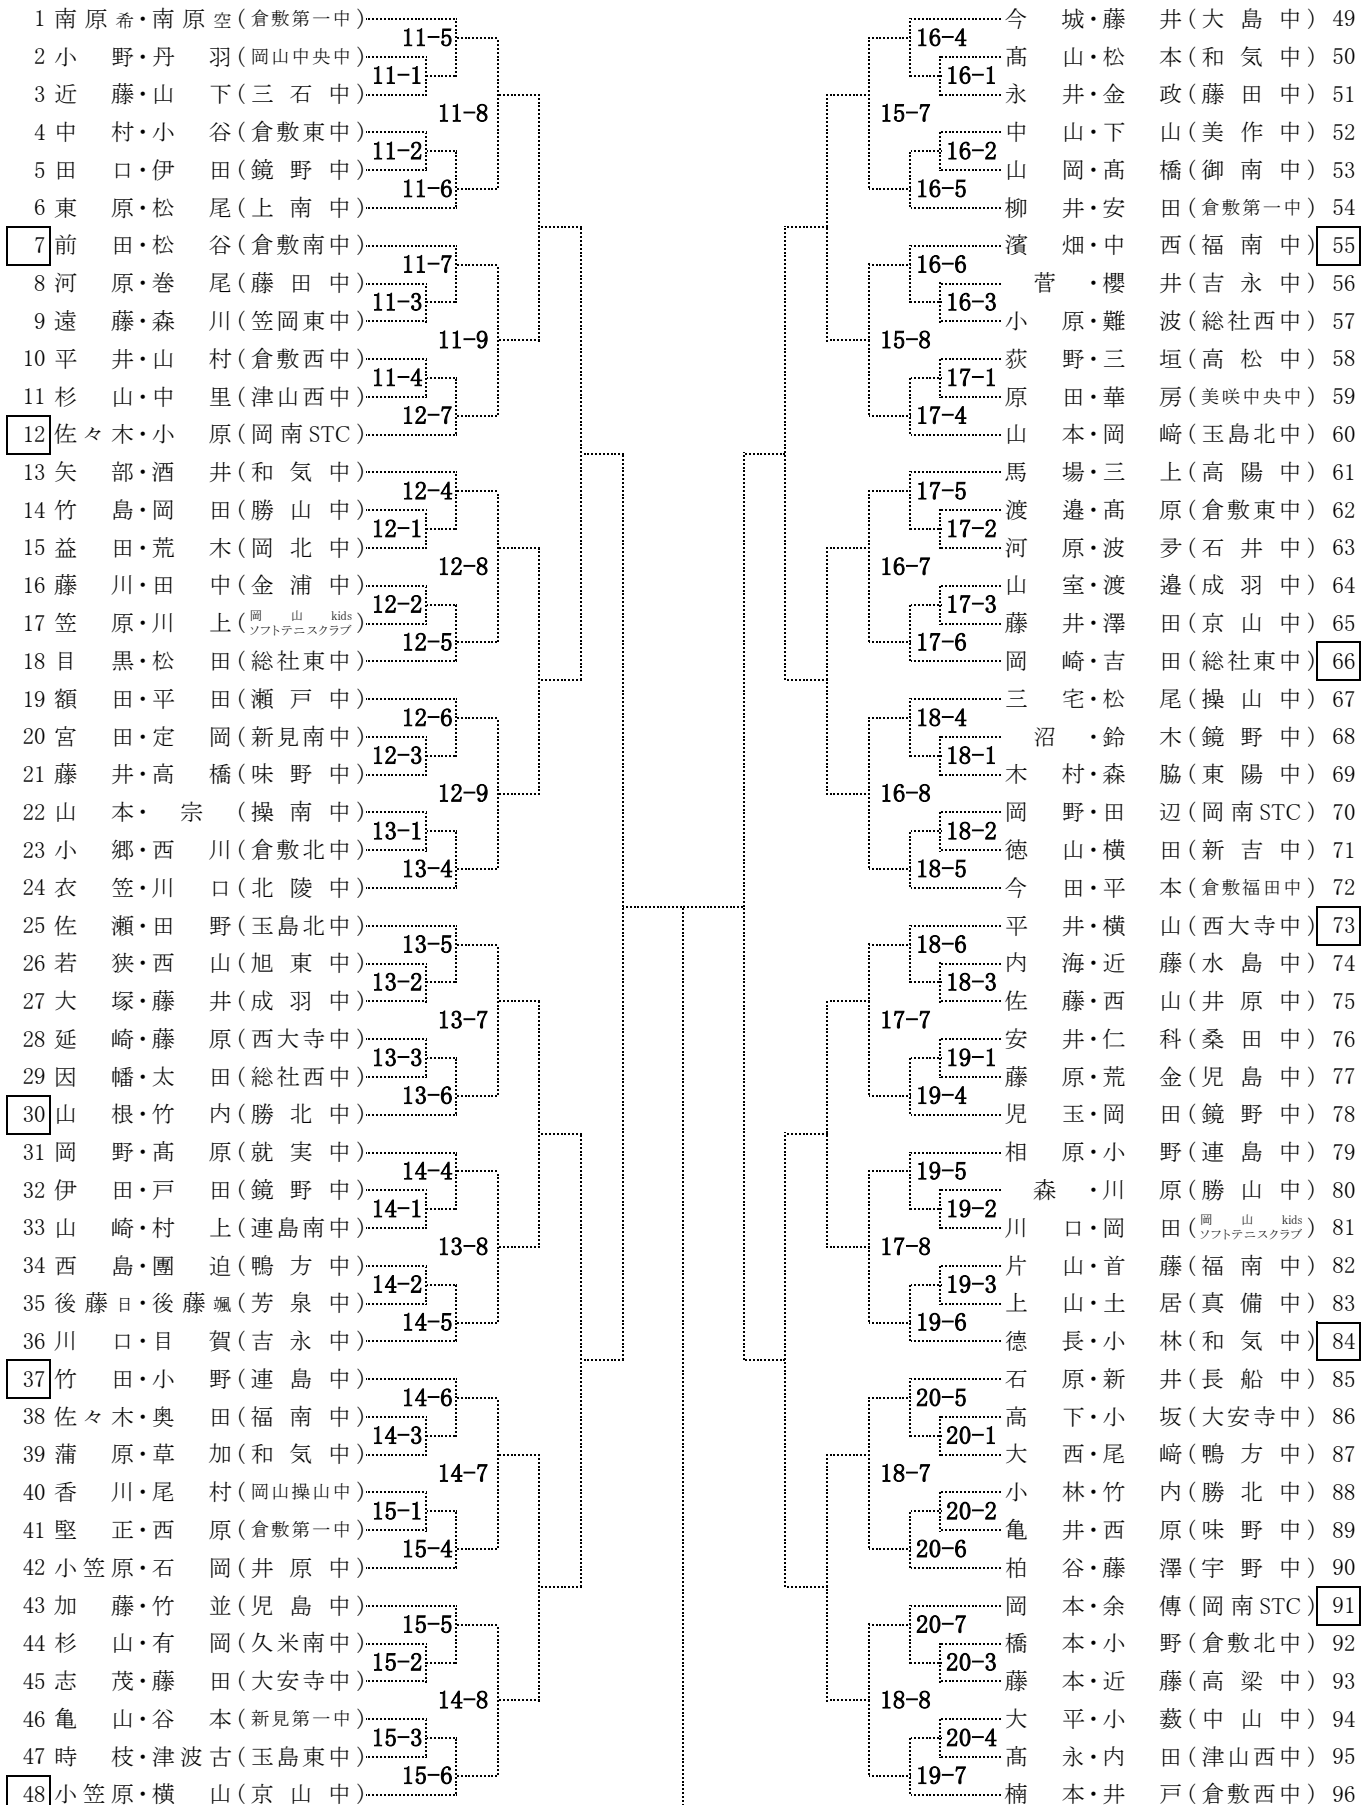 1 南原希・南原空(倉敷第一中)
11-5
2 小野・丹羽(岡山中央中)
11-1
3 近藤・山下(三石中)
11-8
4 中村・小谷(倉敷東中)
11-2
5 田口・伊田(鏡野中)
11-6
6 東原・松尾(上南中)
7 前田・松谷(倉敷南中)
11-7
8 河原・巻尾(藤田中)
11-3
9 遠藤・森川(笠岡東中)
11-9
10 平井・山村(倉敷西中)
11-4
11 杉山・中里(津山西中)
12-7
12 佐々木・小原(岡南STC)
13 矢部・酒井(和気中)
12-4
14 竹島・岡田(勝山中)
12-1
15 益田・荒木(岡北中)
12-8
16 藤川・田中(金浦中)
12-2
17 笠原・川上(岡山kidsソフトテニスクラブ)
12-5
18 目黒・松田(総社東中)
19 額田・平田(瀬戸中)
12-6
20 宮田・定岡(新見南中)
12-3
21 藤井・高橋(味野中)
12-9
22 山本・宗(操南中)
13-1
23 小郷・西川(倉敷北中)
13-4
24 衣笠・川口(北陵中)
25 佐瀬・田野(玉島北中)
13-5
26 若狭・西山(旭東中)
13-2
27 大塚・藤井(成羽中)
13-7
28 延崎・藤原(西大寺中)
13-3
29 因幡・太田(総社西中)
13-6
30 山根・竹内(勝北中)
31 岡野・髙原(就実中)
14-4
32 伊田・戸田(鏡野中)
14-1
33 山崎・村上(連島南中)
13-8
34 西島・團迫(鴨方中)
14-2
35 後藤日・後藤颯(芳泉中)
14-5
36 川口・目賀(吉永中)
37 竹田・小野(連島中)
14-6
38 佐々木・奥田(福南中)
14-3
39 蒲原・草加(和気中)
14-7
40 香川・尾村(岡山操山中)
15-1
41 堅正・西原(倉敷第一中)
15-4
42 小笠原・石岡(井原中)
43 加藤・竹並(児島中)
15-5
44 杉山・有岡(久米南中)
15-2
45 志茂・藤田(大安寺中)
14-8
46 亀山・谷本(新見第一中)
15-3
47 時枝・津波古(玉島東中)
15-6
48 小笠原・横山(京山中)
今城・藤井(大島中) 49
16-4
髙山・松本(和気中) 50
16-1
永井・金政(藤田中) 51
15-7
中山・下山(美作中) 52
16-2
山岡・髙橋(御南中) 53
16-5
柳井・安田(倉敷第一中) 54
濱畑・中西(福南中) 55
16-6
菅・櫻井(吉永中) 56
16-3
小原・難波(総社西中) 57
15-8
荻野・三垣(高松中) 58
17-1
原田・華房(美咲中央中) 59
17-4
山本・岡﨑(玉島北中) 60
馬場・三上(高陽中) 61
17-5
渡邉・髙原(倉敷東中) 62
17-2
河原・波夛(石井中) 63
16-7
山室・渡邉(成羽中) 64
17-3
藤井・澤田(京山中) 65
17-6
岡崎・吉田(総社東中) 66
三宅・松尾(操山中) 67
18-4
沼・鈴木(鏡野中) 68
18-1
木村・森脇(東陽中) 69
16-8
岡野・田辺(岡南STC) 70
18-2
徳山・横田(新吉中) 71
18-5
今田・平本(倉敷福田中) 72
平井・横山(西大寺中) 73
18-6
内海・近藤(水島中) 74
18-3
佐藤・西山(井原中) 75
17-7
安井・仁科(桑田中) 76
19-1
藤原・荒金(児島中) 77
19-4
児玉・岡田(鏡野中) 78
相原・小野(連島中) 79
19-5
森・川原(勝山中) 80
19-2
川口・岡田(岡山kidsソフトテニスクラブ) 81
17-8
片山・首藤(福南中) 82
19-3
上山・土居(真備中) 83
19-6
德長・小林(和気中) 84
石原・新井(長船中) 85
20-5
高下・小坂(大安寺中) 86
20-1
大西・尾﨑(鴨方中) 87
18-7
小林・竹内(勝北中) 88
20-2
亀井・西原(味野中) 89
20-6
柏谷・藤澤(宇野中) 90
岡本・余傳(岡南STC) 91
20-7
橋本・小野(倉敷北中) 92
20-3
藤本・近藤(高梁中) 93
18-8
大平・小薮(中山中) 94
20-4
髙永・内田(津山西中) 95
19-7
楠本・井戸(倉敷西中) 96